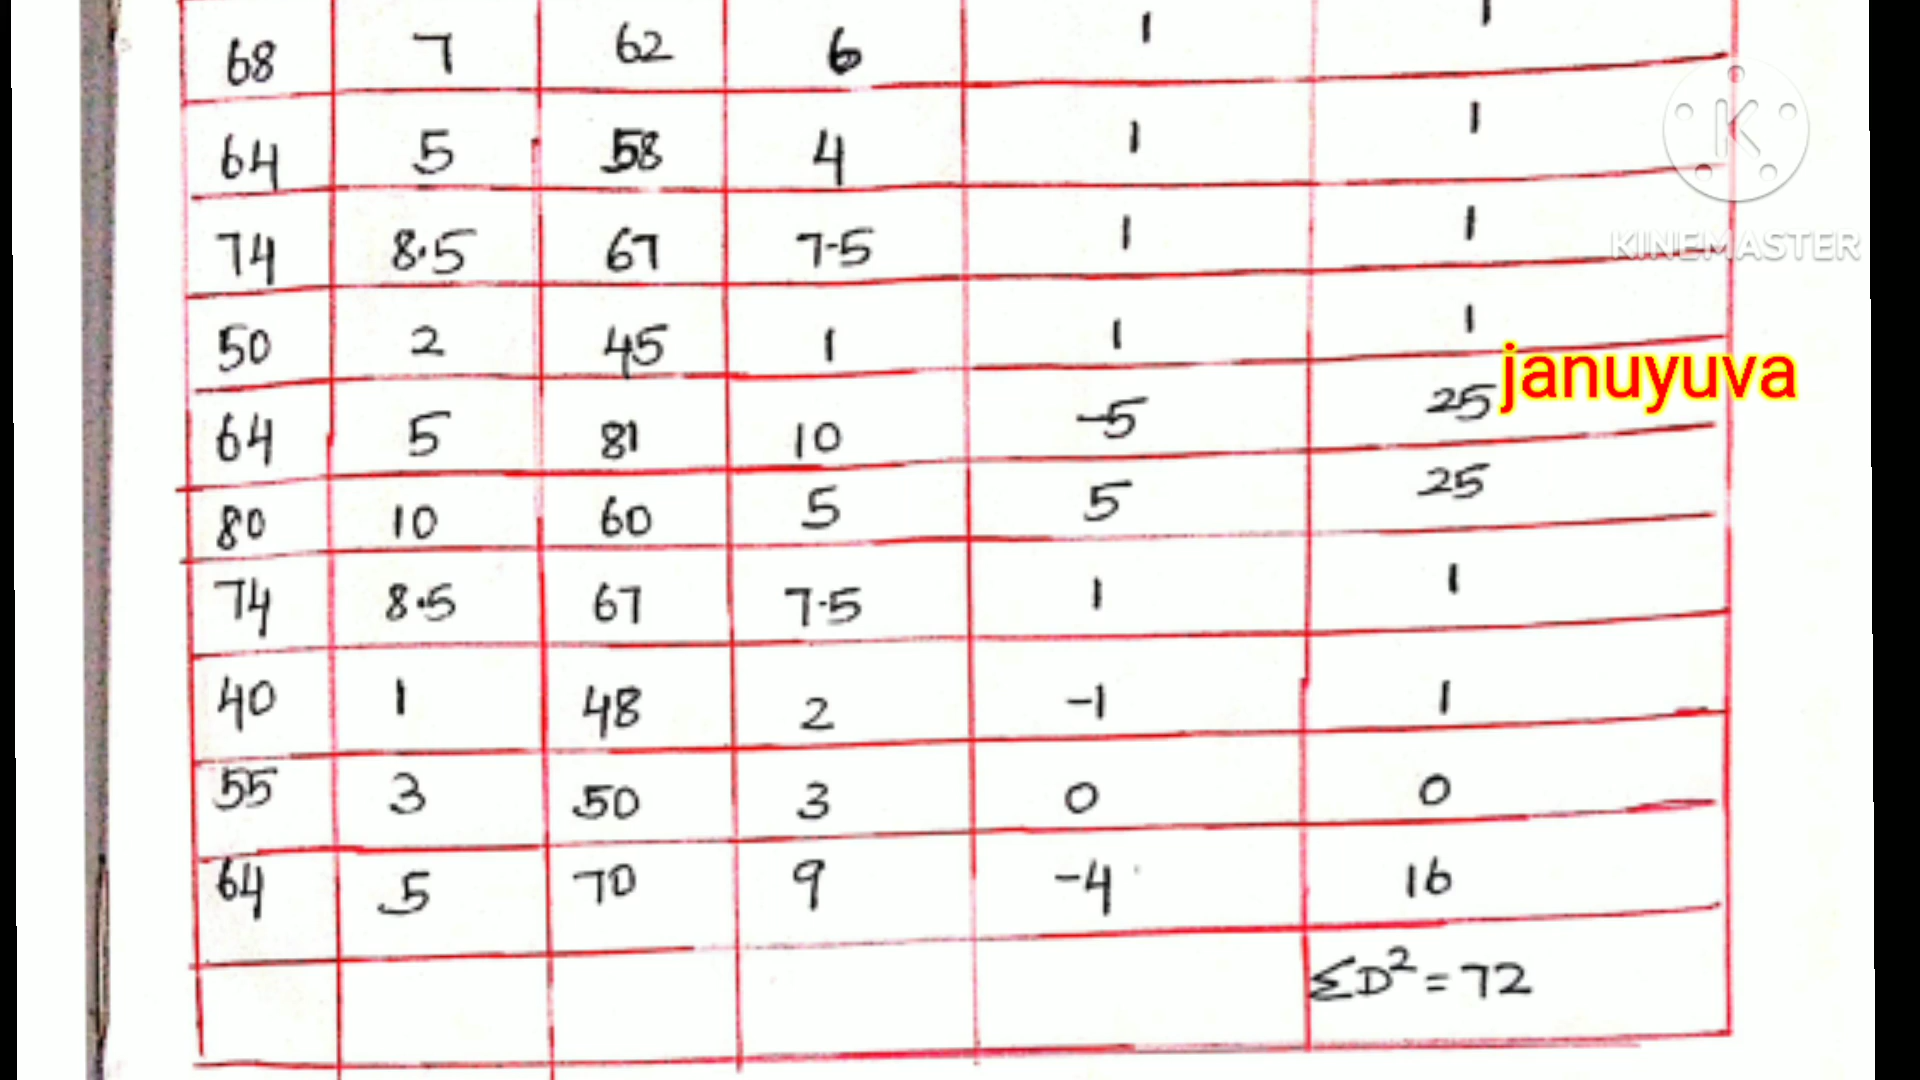 68 7 62 6 1 1
64 5 58 4 1 1
74 8.5 67 7.5 1 1
KINEMASTER
50 2 45 1 1 1
januyuva
64 5 81 10 -5 25
80 10 60 5 5 25
74 8.5 67 7.5 1 1
40 1 48 2 -1 1
55 3 50 3 0 0
64 5 70 9 -4 16
ΣD² = 72